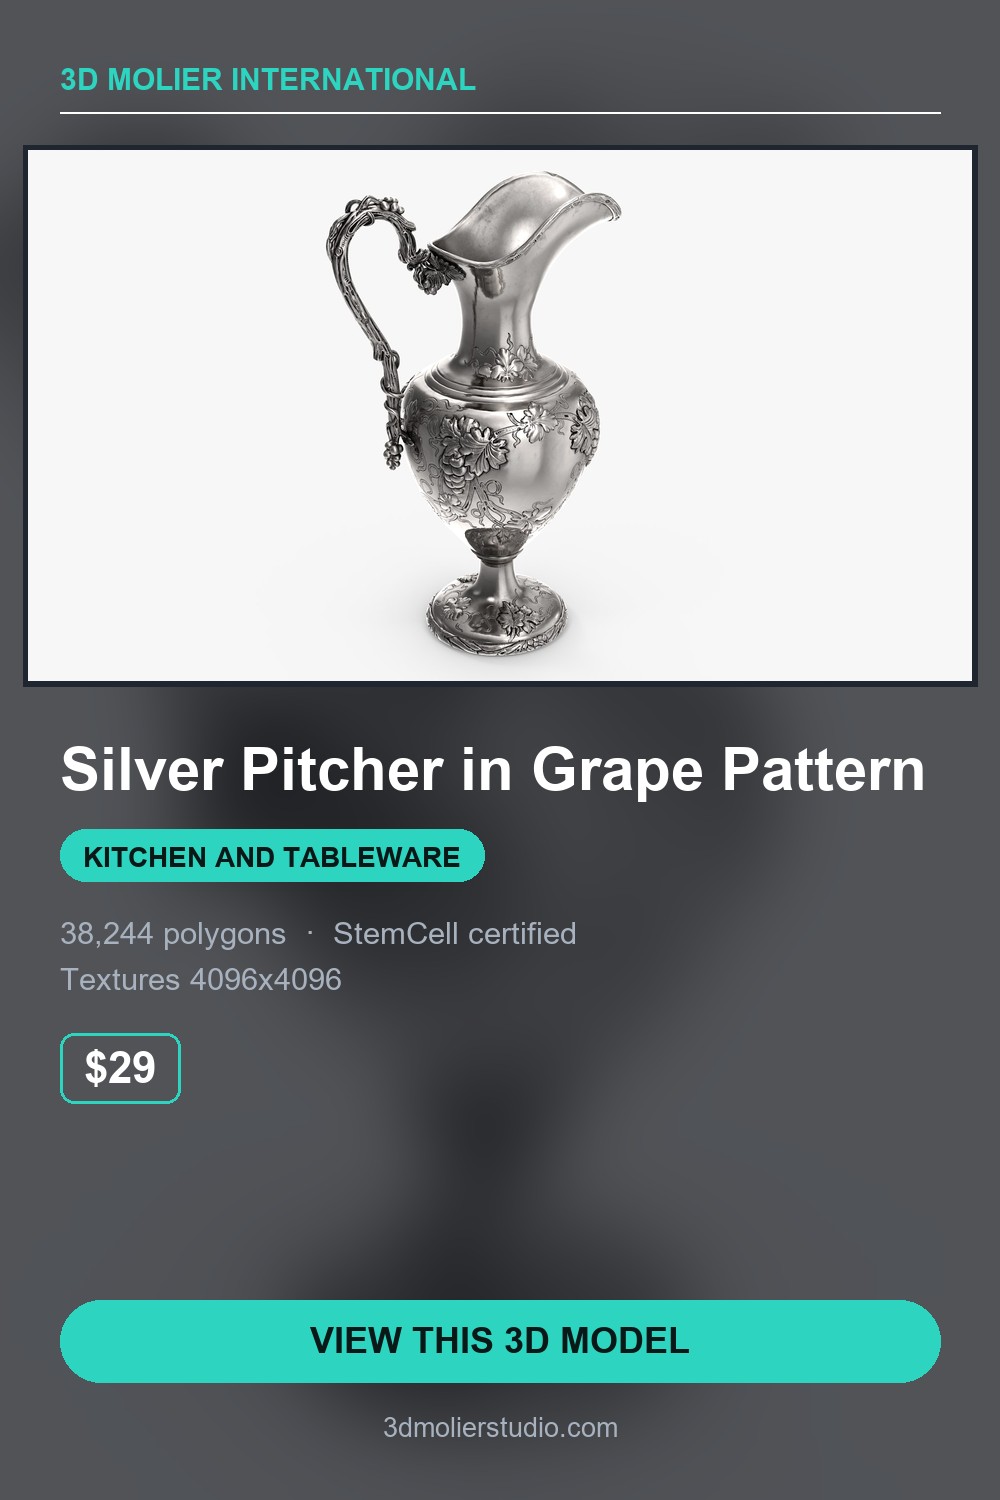 3D MOLIER INTERNATIONAL
Silver Pitcher in Grape Pattern
KITCHEN AND TABLEWARE
38,244 polygons · StemCell certified
Textures 4096x4096
$29
VIEW THIS 3D MODEL
3dmolierstudio.com